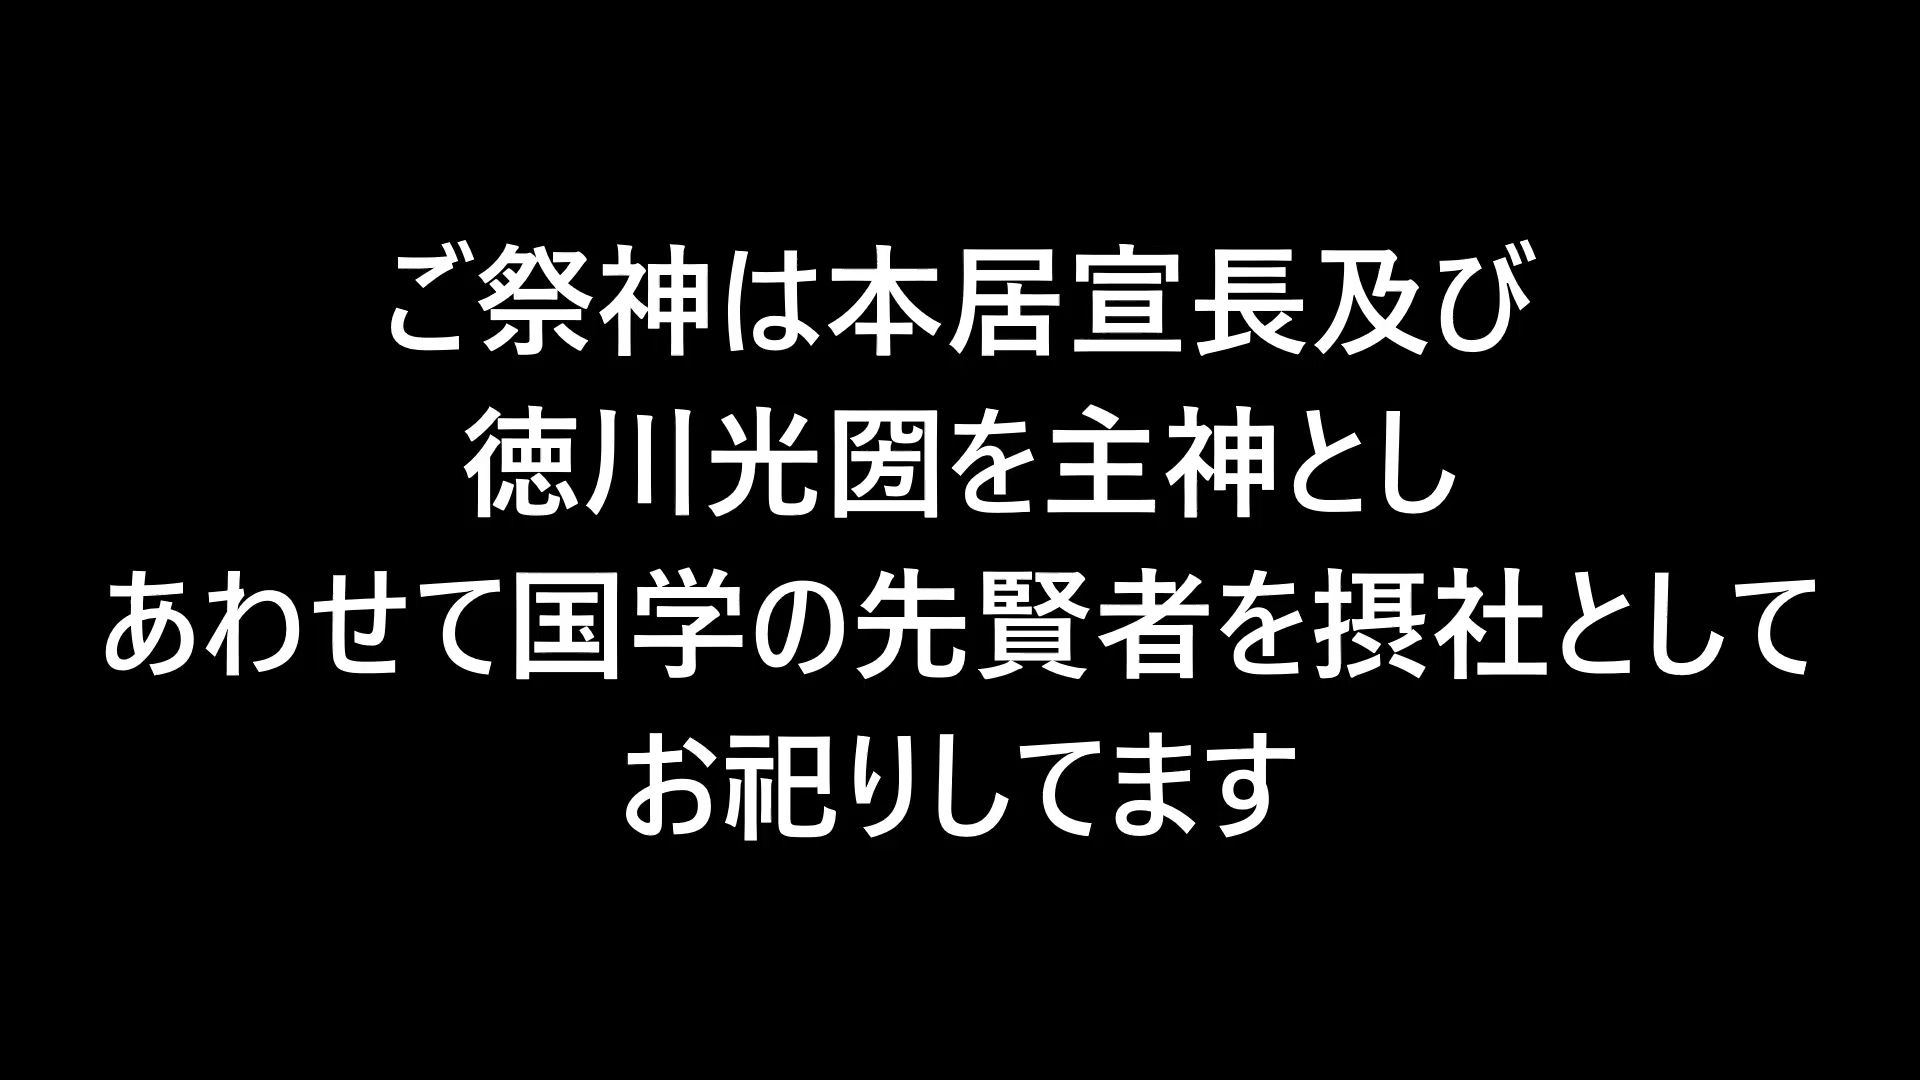 ご祭神は本居宣長及び
徳川光圀を主神とし
あわせて国学の先賢者を摂社として
お祀りしてます